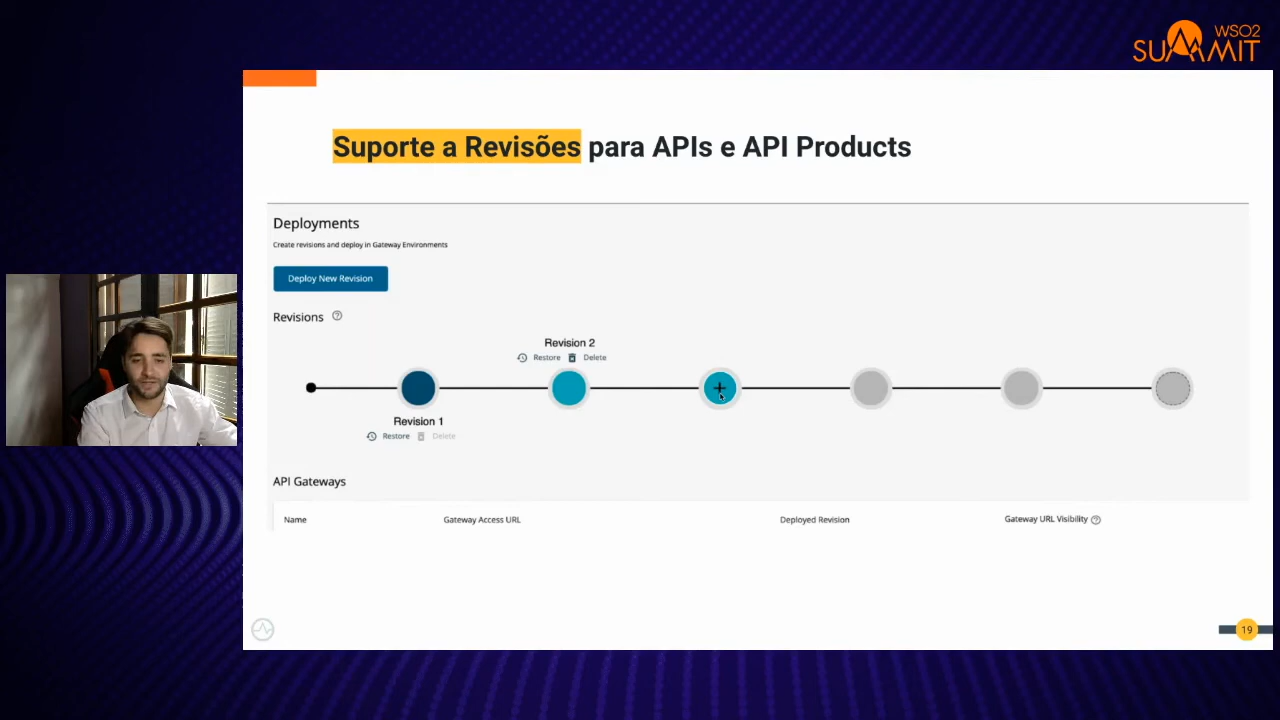 WSO2
SUMMIT
Suporte a Revisões para APIs e API Products
Deployments
Create revisions and deploy in Gateway Environments
Deploy New Revision
Revisions
Revision 2
Restore Delete
Revision 1
Restore Delete
API Gateways
Name Gateway Access URL Deployed Revision Gateway URL Visibility
19